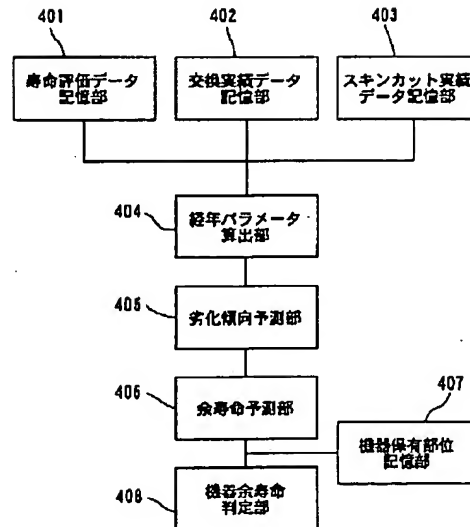 401
402
403
寿命評価データ
記憶部
交換実績データ
記憶部
スキンカット実績
データ記憶部
404
経年パラメータ
算出部
405
劣化傾向予測部
406
余寿命予測部
407
機器保有部位
記憶部
408
機器余寿命
判定部